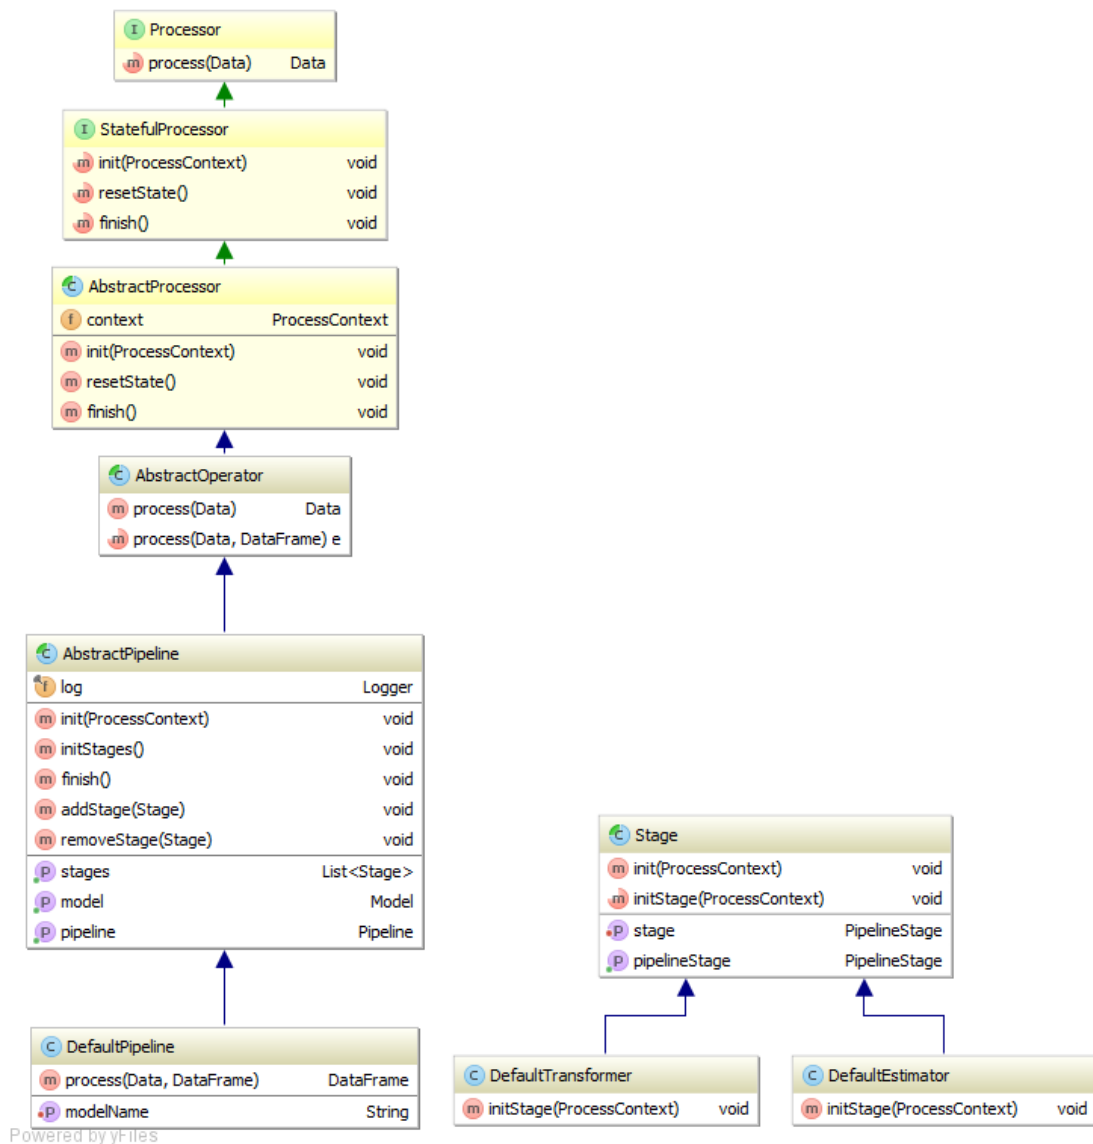 I Processor
m process(Data) Data
I StatefulProcessor
m init(ProcessContext) void
m resetState() void
m finish() void
C AbstractProcessor
f context ProcessContext
m init(ProcessContext) void
m resetState() void
m finish() void
C AbstractOperator
m process(Data) Data
m process(Data, DataFrame) e
C AbstractPipeline
f log Logger
m init(ProcessContext) void
m initStages() void
m finish() void
m addStage(Stage) void
m removeStage(Stage) void
P stages List<Stage>
P model Model
P pipeline Pipeline
C Stage
m init(ProcessContext) void
m initStage(ProcessContext) void
P stage PipelineStage
P pipelineStage PipelineStage
C DefaultPipeline
m process(Data, DataFrame) DataFrame
P modelName String
C DefaultTransformer
m initStage(ProcessContext) void
C DefaultEstimator
m initStage(ProcessContext) void
Powered by yFiles